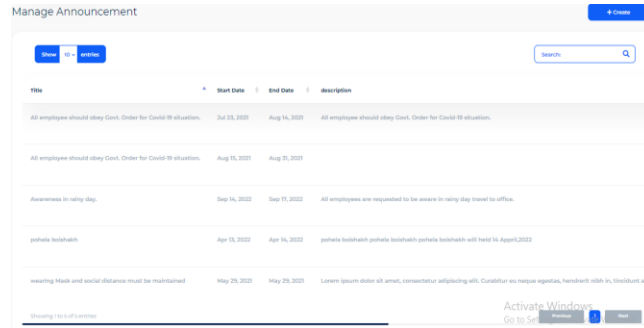 Manage Announcement
+ Create
Show 10 entries
Search:
Title Start Date End Date description
All employee should obey Govt. Order for Covid-19 situation. Jul 23, 2021 Aug 14, 2021 All employee should obey Govt. Order for Covid-19 situation.
All employee should obey Govt. Order for Covid-19 situation. Aug 13, 2021 Aug 31, 2021
Awareness in rainy day. Sep 14, 2022 Sep 17, 2022 All employees are requested to be aware in rainy day travel to office.
pohela boishakh Apr 13, 2022 Apr 14, 2022 pohela boishakh pohela boishakh pohela boishakh will held 14 Appril,2022
wearing Mask and social distance must be maintained May 29, 2021 May 29, 2021 Lorem ipsum dolor sit amet, consectetur adipiscing elit. Curabitur eu neque egestas, hendrerit nibh in, tincidunt
Activate Windows
Showing 1 to 5 of 5 entries Go to Previous 1 Next